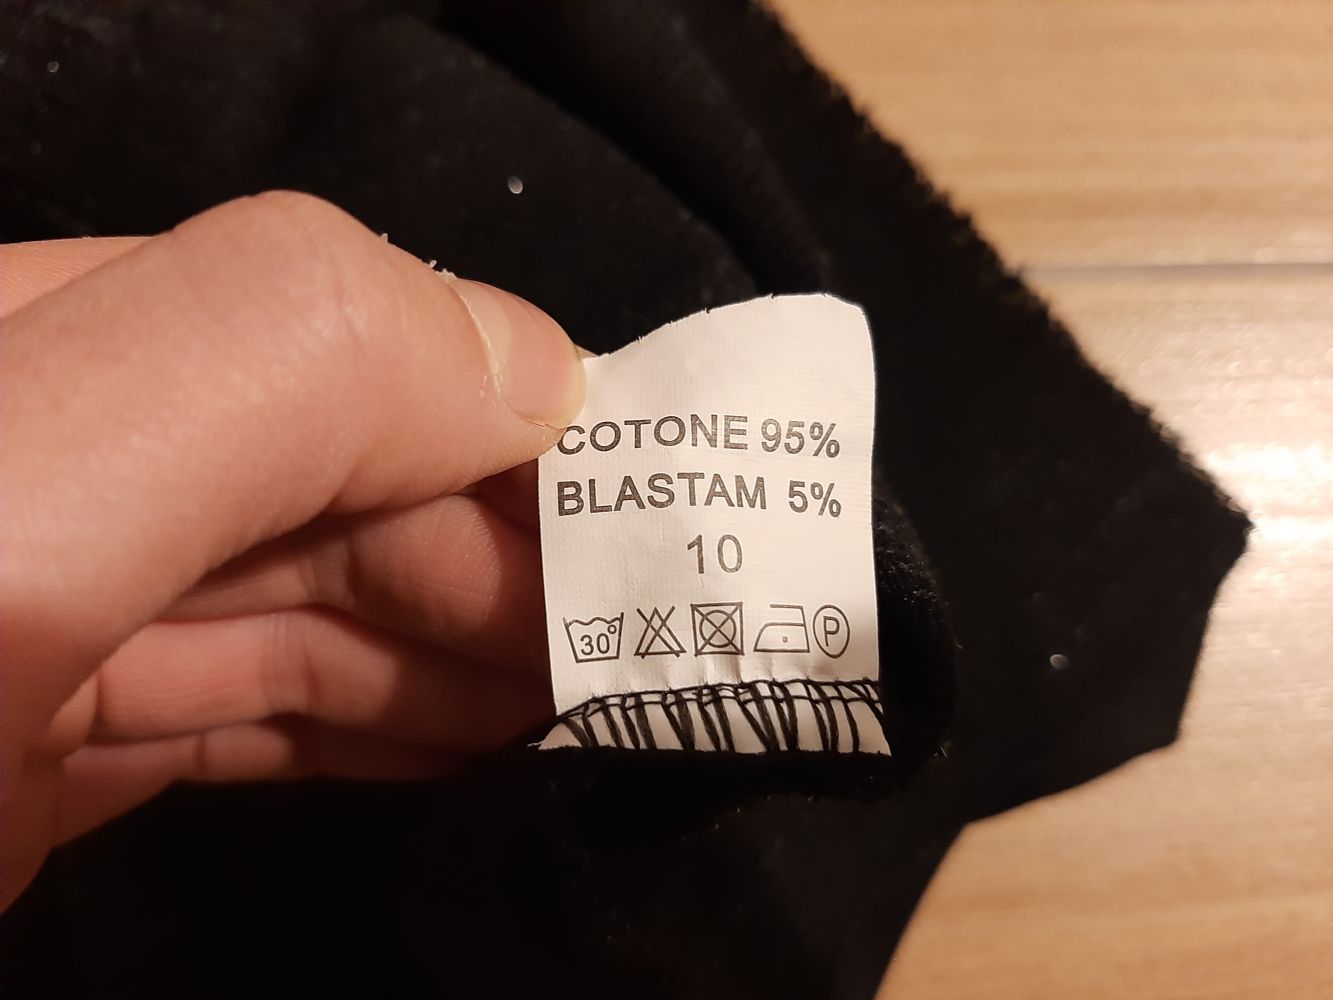 COTONE 95%
BLASTAM 5%
10
30° P